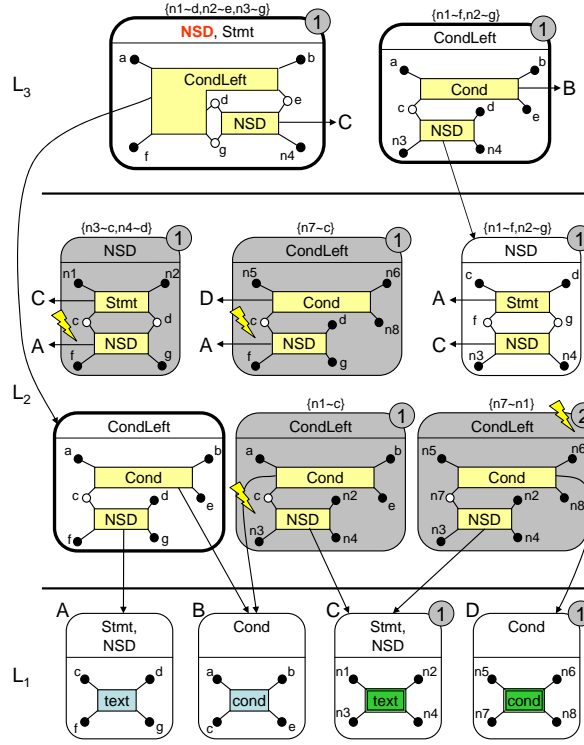 {n1~d,n2~e,n3~g}
1
NSD, Stmt
a
b
CondLeft
d
e
NSD
C
f
g
n4
{n1~f,n2~g}
1
CondLeft
a
b
Cond
B
c
d
e
NSD
n3
n4
L3
{n3~c,n4~d}
1
NSD
n1
n2
C
Stmt
c
d
A
NSD
f
g
{n7~c}
1
CondLeft
n5
n6
D
Cond
c
d
n8
A
NSD
g
{n1~f,n2~g}
1
NSD
c
d
A
Stmt
f
g
C
NSD
n3
n4
L2
CondLeft
a
b
Cond
c
d
e
NSD
f
g
{n1~c}
1
CondLeft
a
b
Cond
c
n2
e
NSD
n3
n4
{n7~n1}
2
CondLeft
n5
n6
Cond
n7
n2
n8
NSD
n3
n4
L1
A
Stmt,
NSD
c
d
text
f
g
B
Cond
a
b
cond
c
e
C
1
Stmt,
NSD
n1
n2
text
n3
n4
D
1
Cond
n5
n6
cond
n7
n8